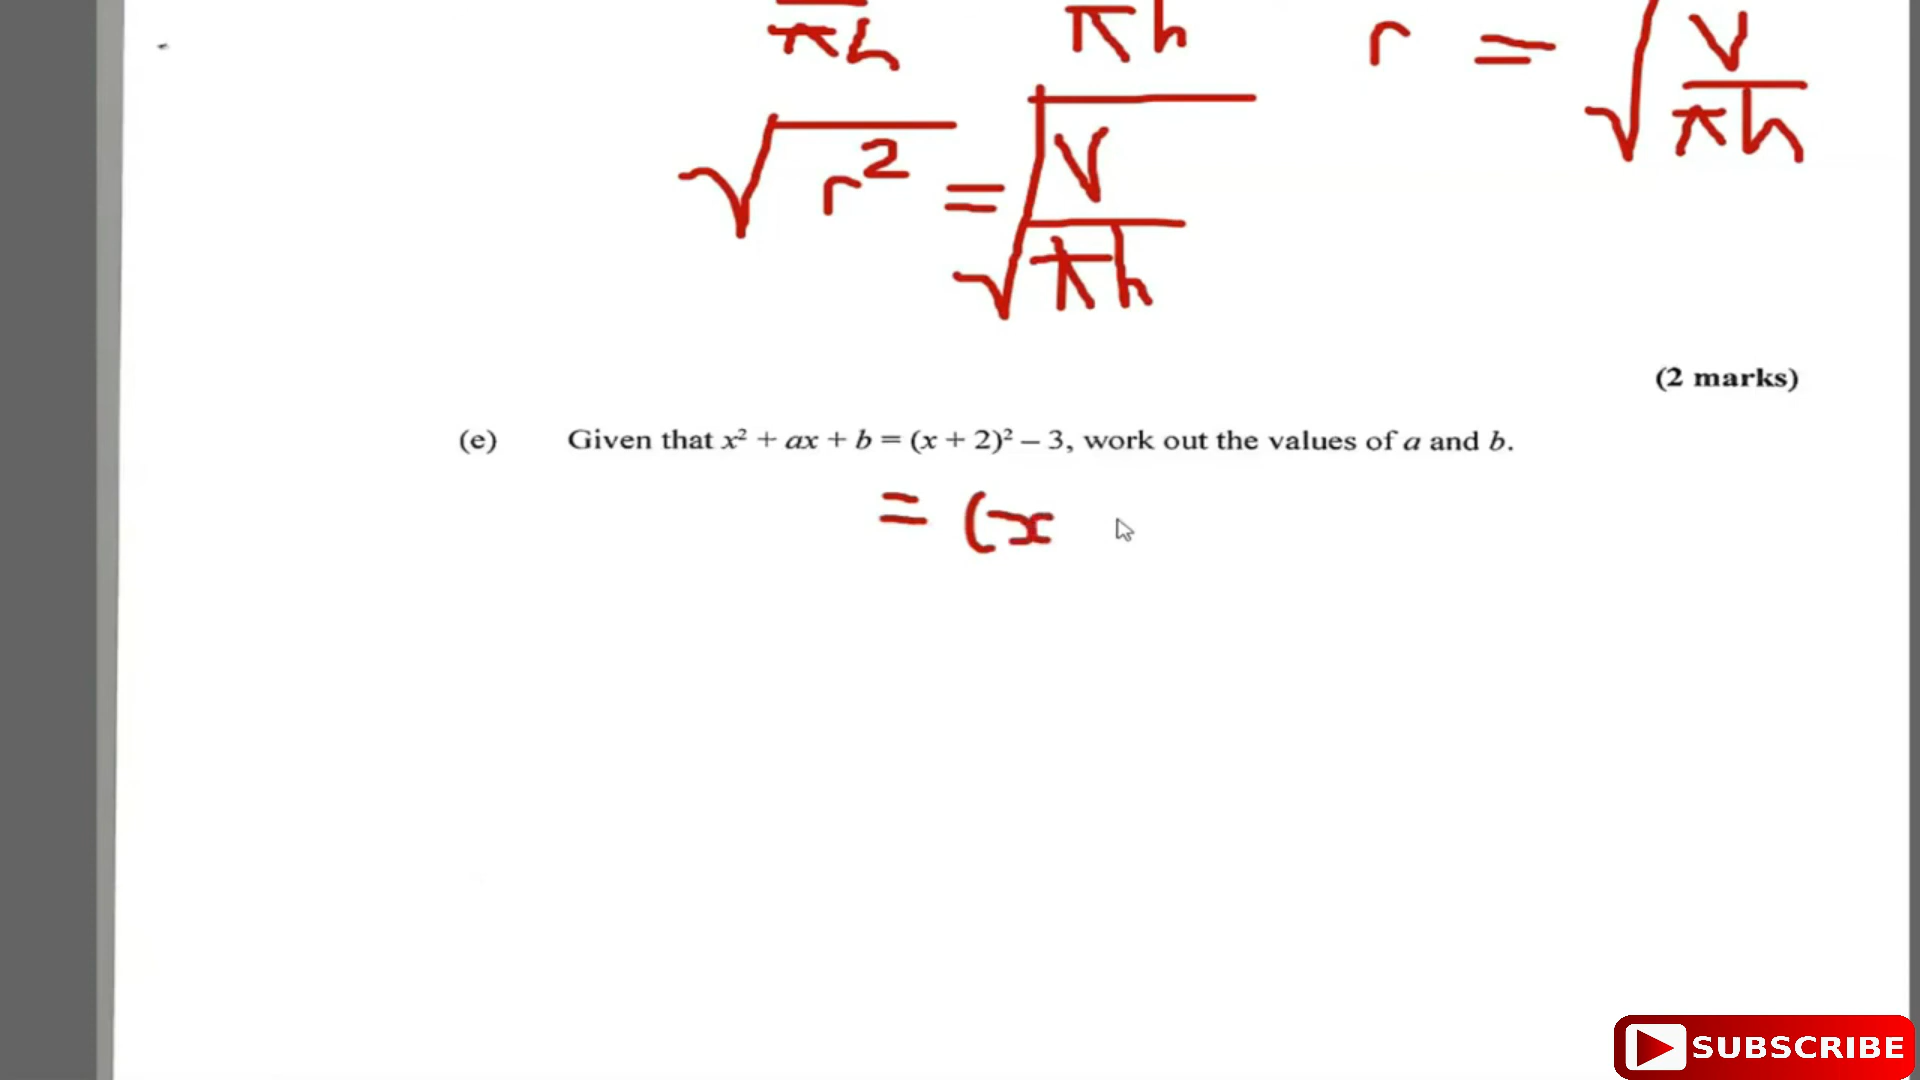 πh πh r = √V/πh
√r² = √V/πh
(2 marks)
(e) Given that x² + ax + b = (x + 2)² – 3, work out the values of a and b.
= (x
SUBSCRIBE